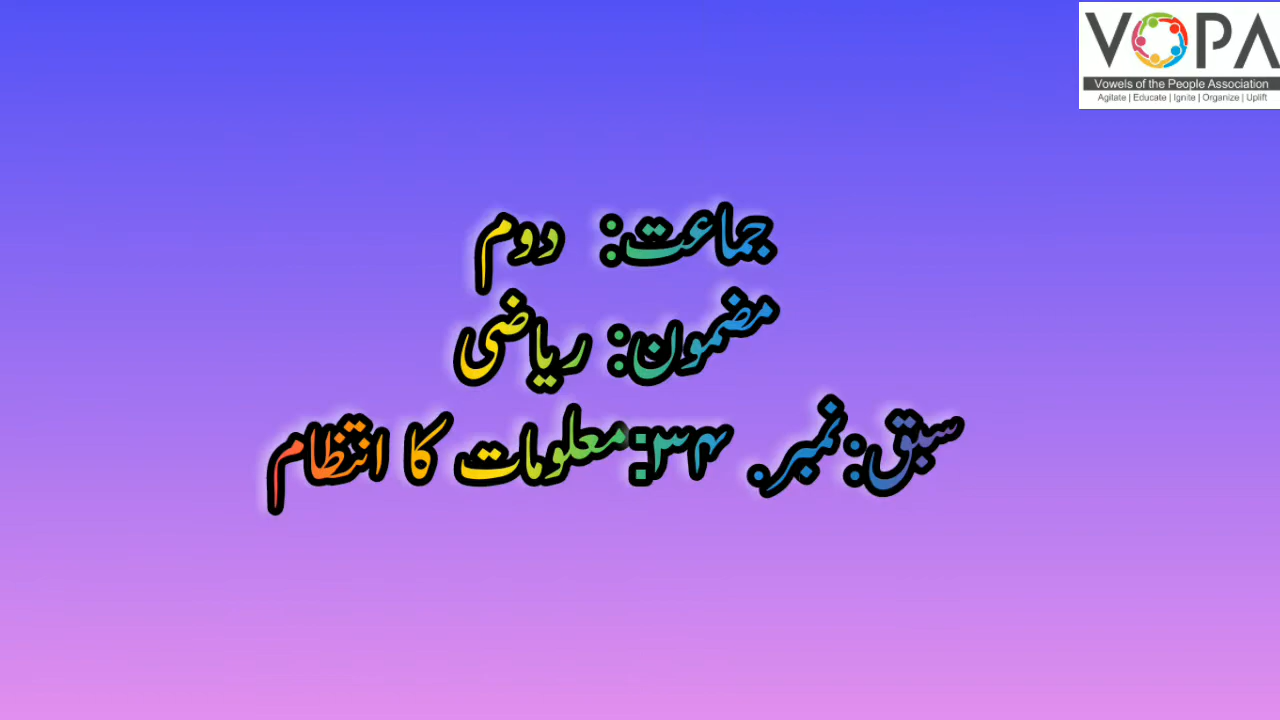 VOPA
Vowels of the People Association
Agitate | Educate | Ignite | Organize | Uplift
جماعت: دوم
مضمون: ریاضی
سبق:نمبر. ۳۴:معلومات کا انتظام